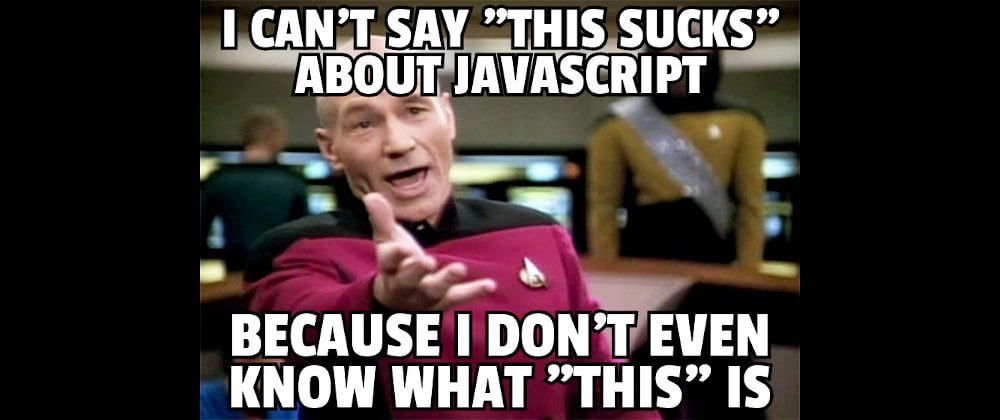 I CAN’T SAY ”THIS SUCKS”
ABOUT JAVASCRIPT
BECAUSE I DON’T EVEN
KNOW WHAT ”THIS” IS